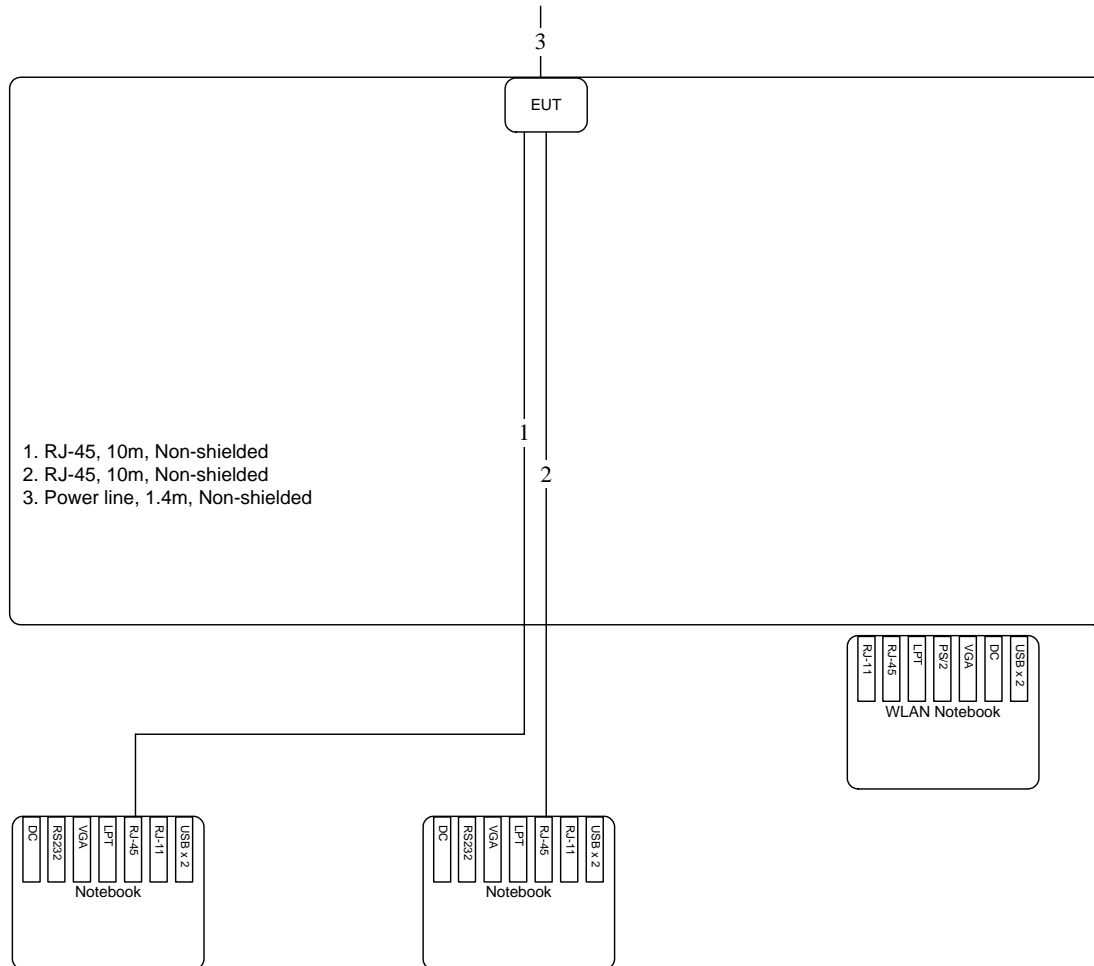 3
EUT
1
2
1. RJ-45, 10m, Non-shielded
2. RJ-45, 10m, Non-shielded
3. Power line, 1.4m, Non-shielded
RJ-11
RJ-45
LPT
PS/2
VGA
DC
USB x 2
WLAN Notebook
DC
RS232
VGA
LPT
RJ-45
RJ-11
USB x 2
Notebook
DC
RS232
VGA
LPT
RJ-45
RJ-11
USB x 2
Notebook